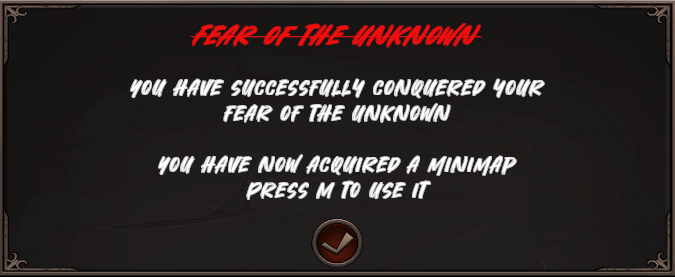 FEAR OF THE UNKNOWN
YOU HAVE SUCCESSFULLY CONQUERED YOUR
FEAR OF THE UNKNOWN
YOU HAVE NOW ACQUIRED A MINIMAP
PRESS M TO USE IT